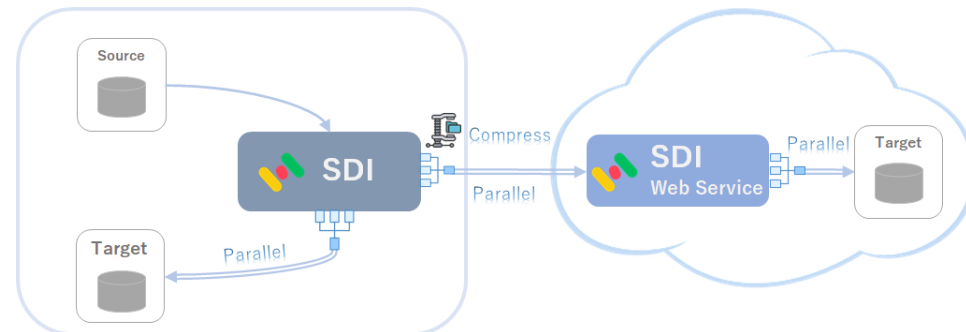 Source
SDI
Compress
Parallel
Target
Parallel
SDI
Web Service
Parallel
Target